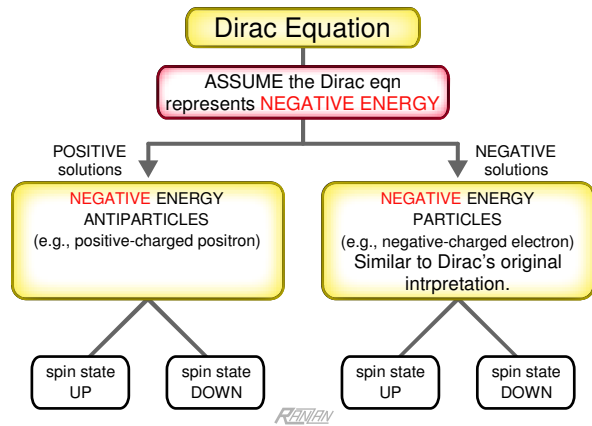 Dirac Equation
ASSUME the Dirac eqn
represents NEGATIVE ENERGY
POSITIVE
solutions
NEGATIVE
solutions
NEGATIVE ENERGY
ANTIPARTICLES
(e.g., positive-charged positron)
NEGATIVE ENERGY
PARTICLES
(e.g., negative-charged electron)
Similar to Dirac's original
intrpretation.
spin state
UP
spin state
DOWN
spin state
UP
spin state
DOWN